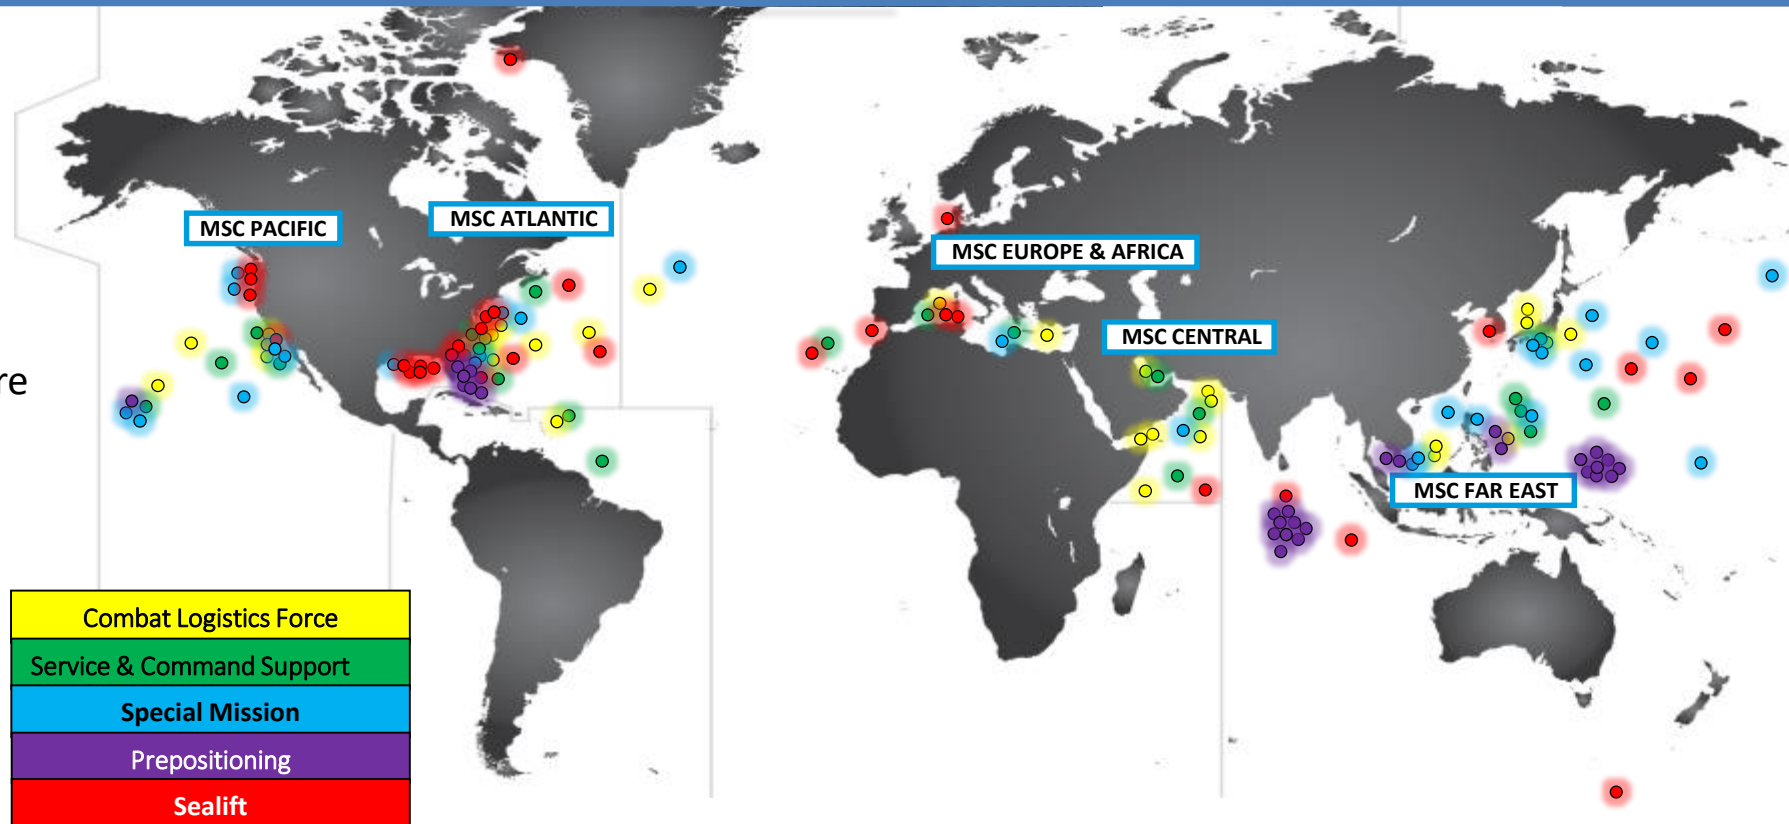 MSC PACIFIC
MSC ATLANTIC
MSC EUROPE & AFRICA
MSC CENTRAL
re
MSC FAR EAST
Combat Logistics Force
Service & Command Support
Special Mission
Prepositioning
Sealift